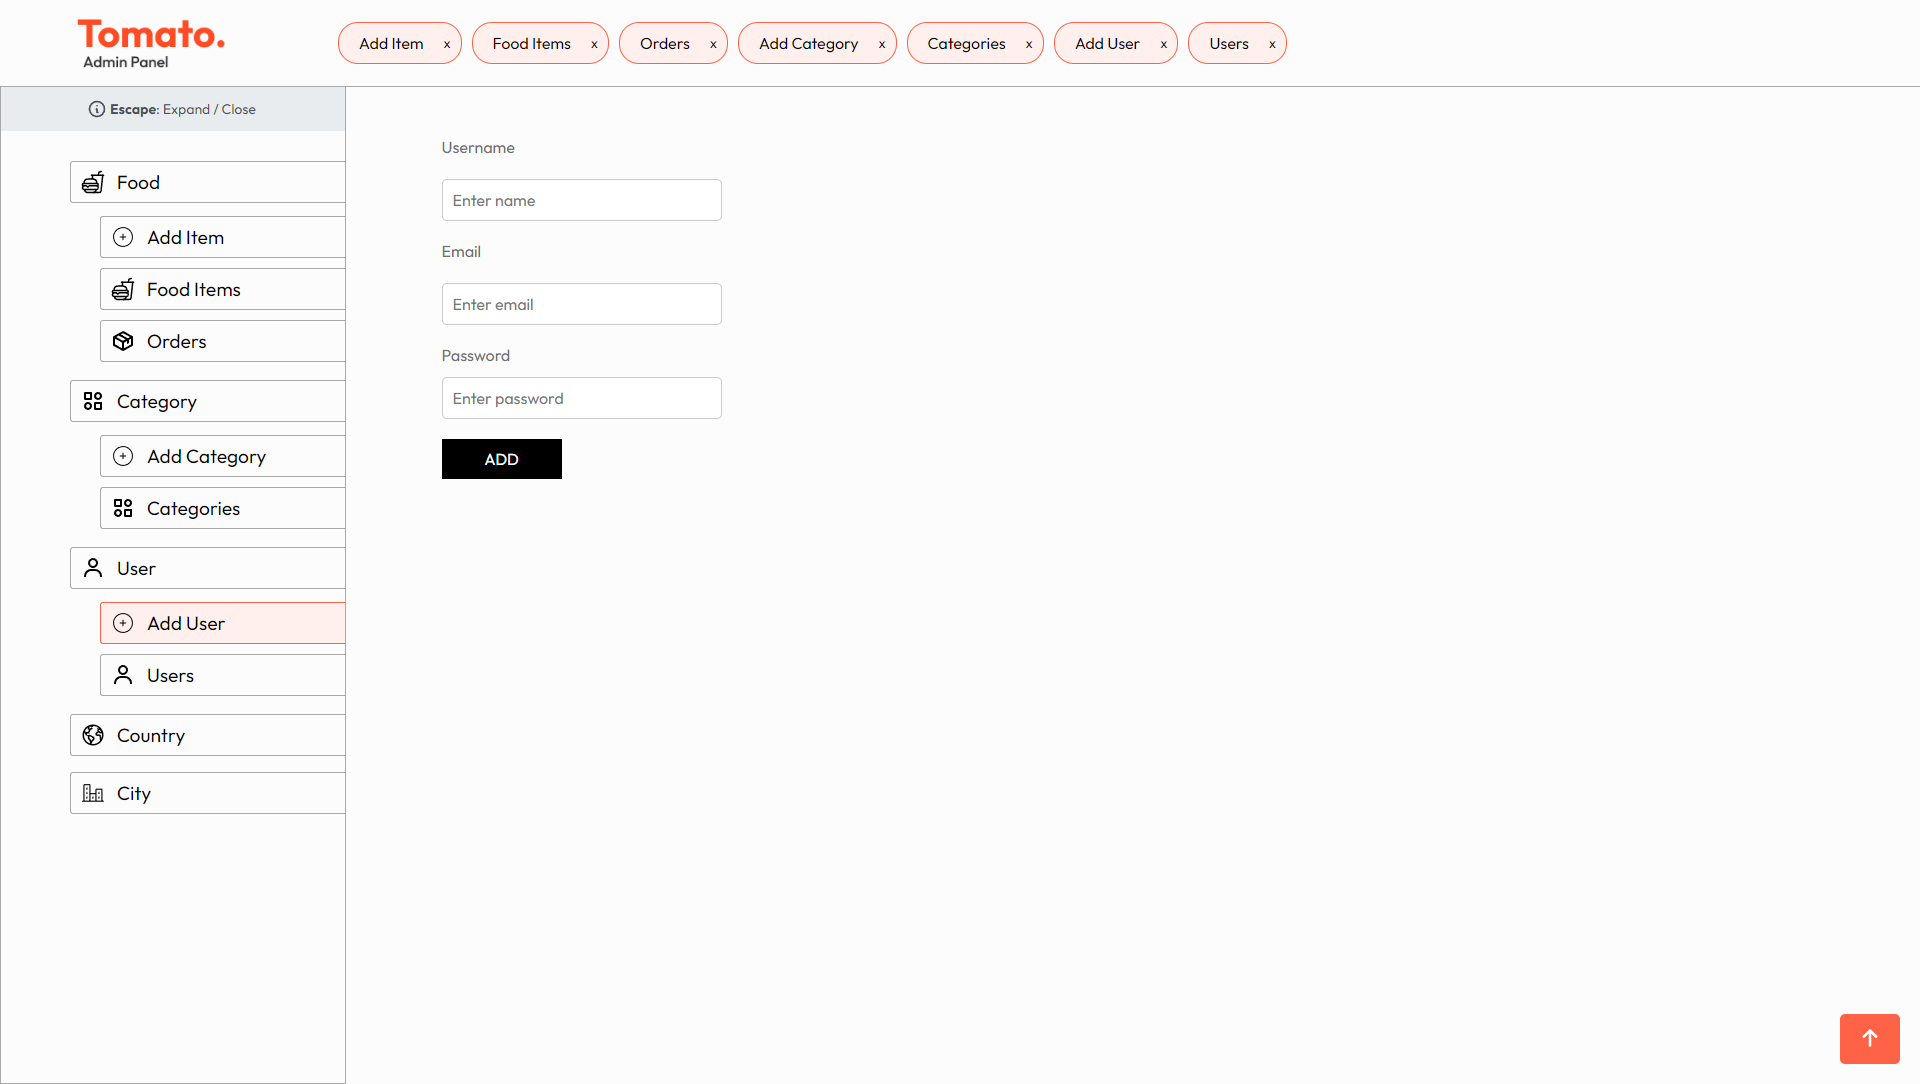 Tomato.
Admin Panel
Add Item x
Food Items x
Orders x
Add Category x
Categories x
Add User x
Users x
Escape: Expand / Close
Food
Add Item
Food Items
Orders
Category
Add Category
Categories
User
Add User
Users
Country
City
Username
Enter name
Email
Enter email
Password
Enter password
ADD